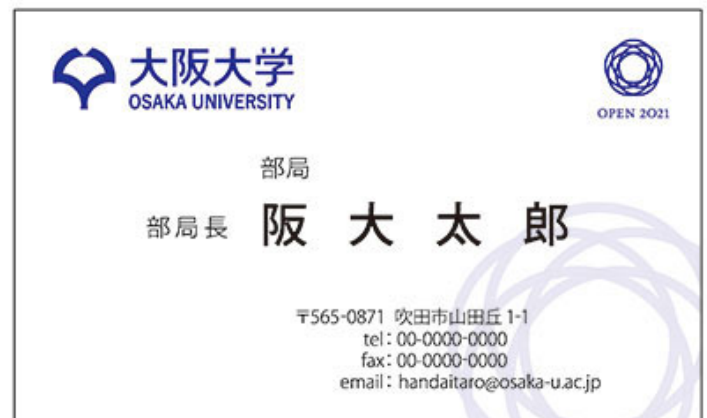 大阪大学
OSAKA UNIVERSITY
OPEN 2021
部局
部局長 阪大太郎
〒565-0871 吹田市山田丘 1-1
tel：00-0000-0000
fax：00-0000-0000
email：handaitaro@osaka-u.ac.jp